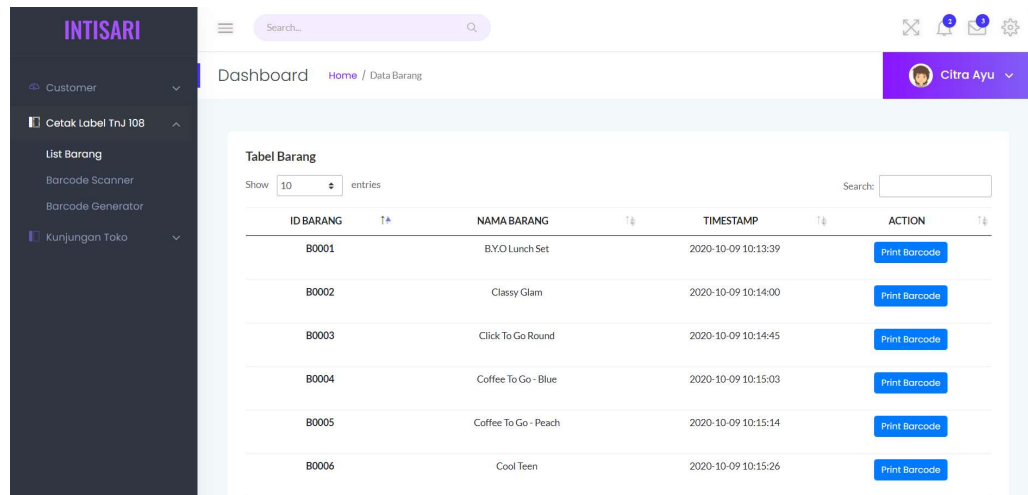 INTISARI
Search...
2
3
Customer
Cetak Label TnJ 108
List Barang
Barcode Scanner
Barcode Generator
Kunjungan Toko
Dashboard Home / Data Barang
Citra Ayu
Tabel Barang
Show 10 entries
Search:
ID BARANG NAMA BARANG TIMESTAMP ACTION
B0001 B.Y.O Lunch Set 2020-10-09 10:13:39 Print Barcode
B0002 Classy Glam 2020-10-09 10:14:00 Print Barcode
B0003 Click To Go Round 2020-10-09 10:14:45 Print Barcode
B0004 Coffee To Go - Blue 2020-10-09 10:15:03 Print Barcode
B0005 Coffee To Go - Peach 2020-10-09 10:15:14 Print Barcode
B0006 Cool Teen 2020-10-09 10:15:26 Print Barcode